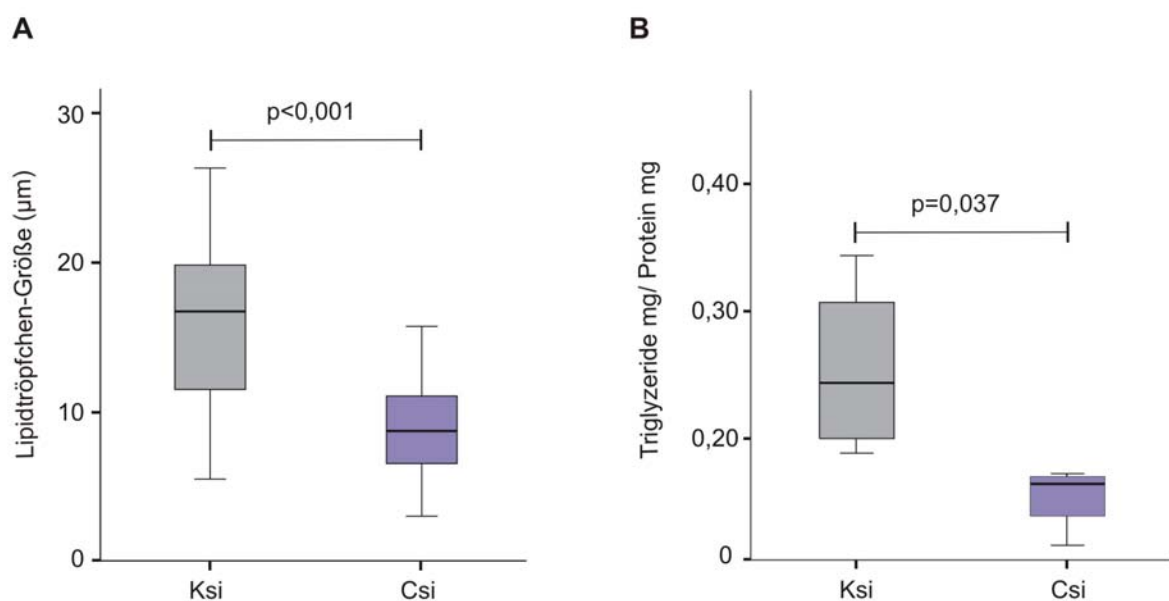 A
Lipidtröpfchen-Größe (µm)
30
20
10
0
p<0,001
Ksi
Csi
B
Triglyzeride mg/ Protein mg
0,40
0,30
0,20
0
p=0,037
Ksi
Csi